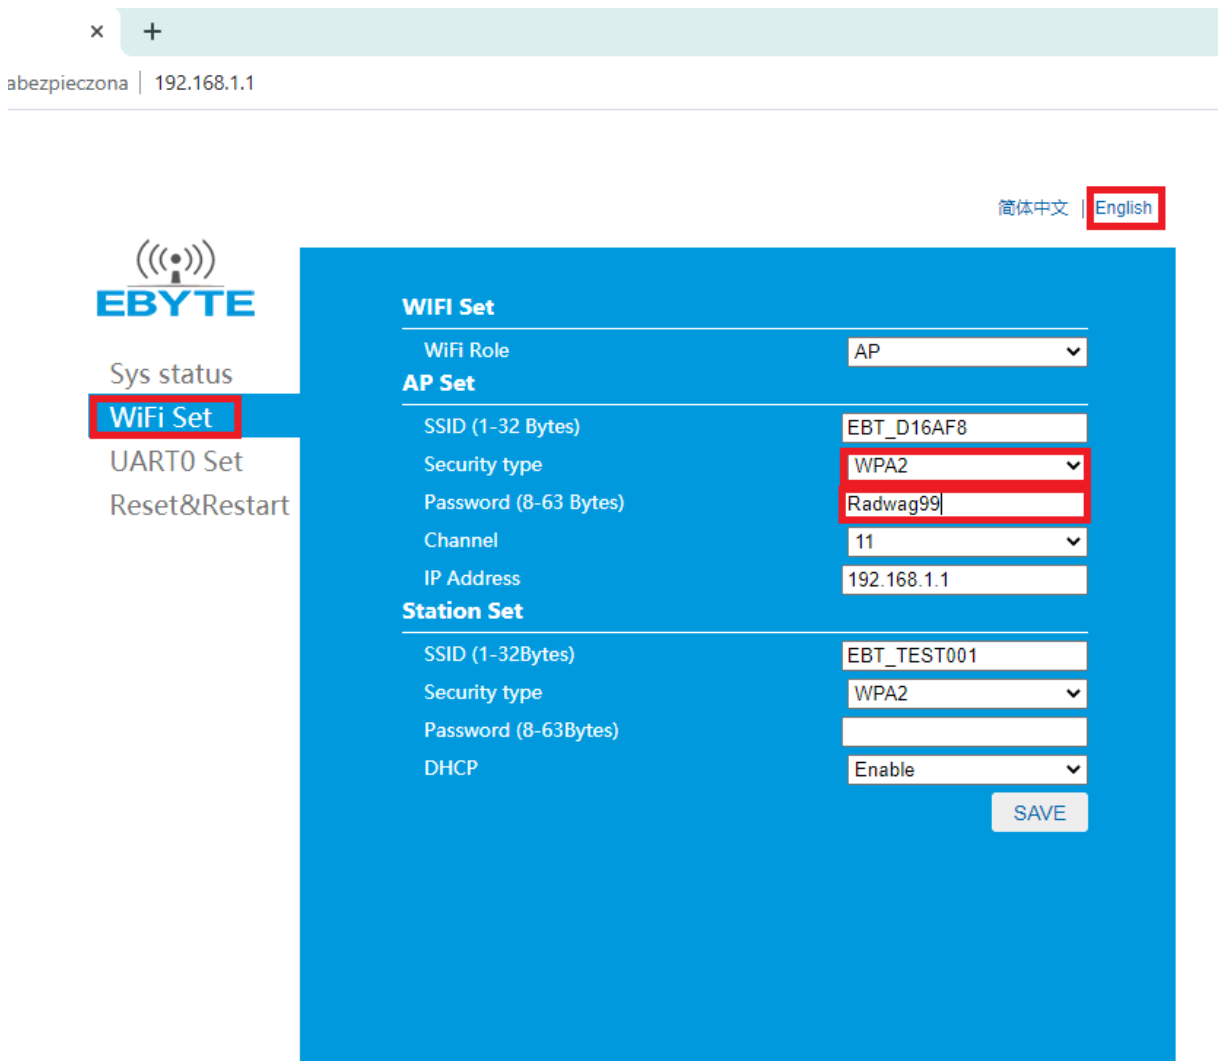 × +
abezpieczona | 192.168.1.1
简体中文 | English
EBYTE
Sys status
WiFi Set
UART0 Set
Reset&Restart
WIFI Set
WiFi Role AP
AP Set
SSID (1-32 Bytes) EBT_D16AF8
Security type WPA2
Password (8-63 Bytes) Radwag99
Channel 11
IP Address 192.168.1.1
Station Set
SSID (1-32Bytes) EBT_TEST001
Security type WPA2
Password (8-63Bytes)
DHCP Enable
SAVE